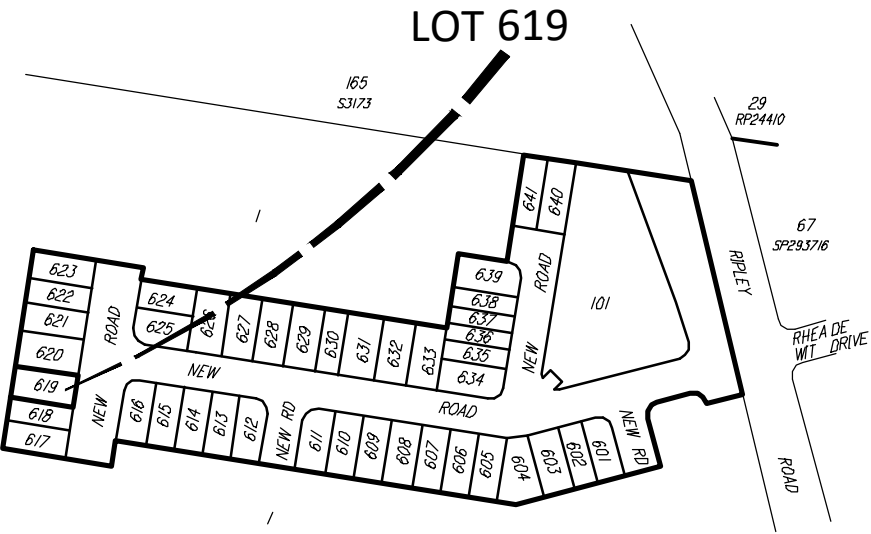 LOT 619
165
S3173
29
RP24410
67
SP293716
RIPLEY
ROAD
RHEA DE
WIT DRIVE
1
641
640
NEW
ROAD
101
639
638
637
636
635
634
623
622
621
620
619
618
617
NEW
ROAD
624
625
626
627
628
629
630
631
632
633
NEW
ROAD
616
615
614
613
612
NEW RD
611
610
609
608
607
606
605
604
603
602
601
NEW RD
1